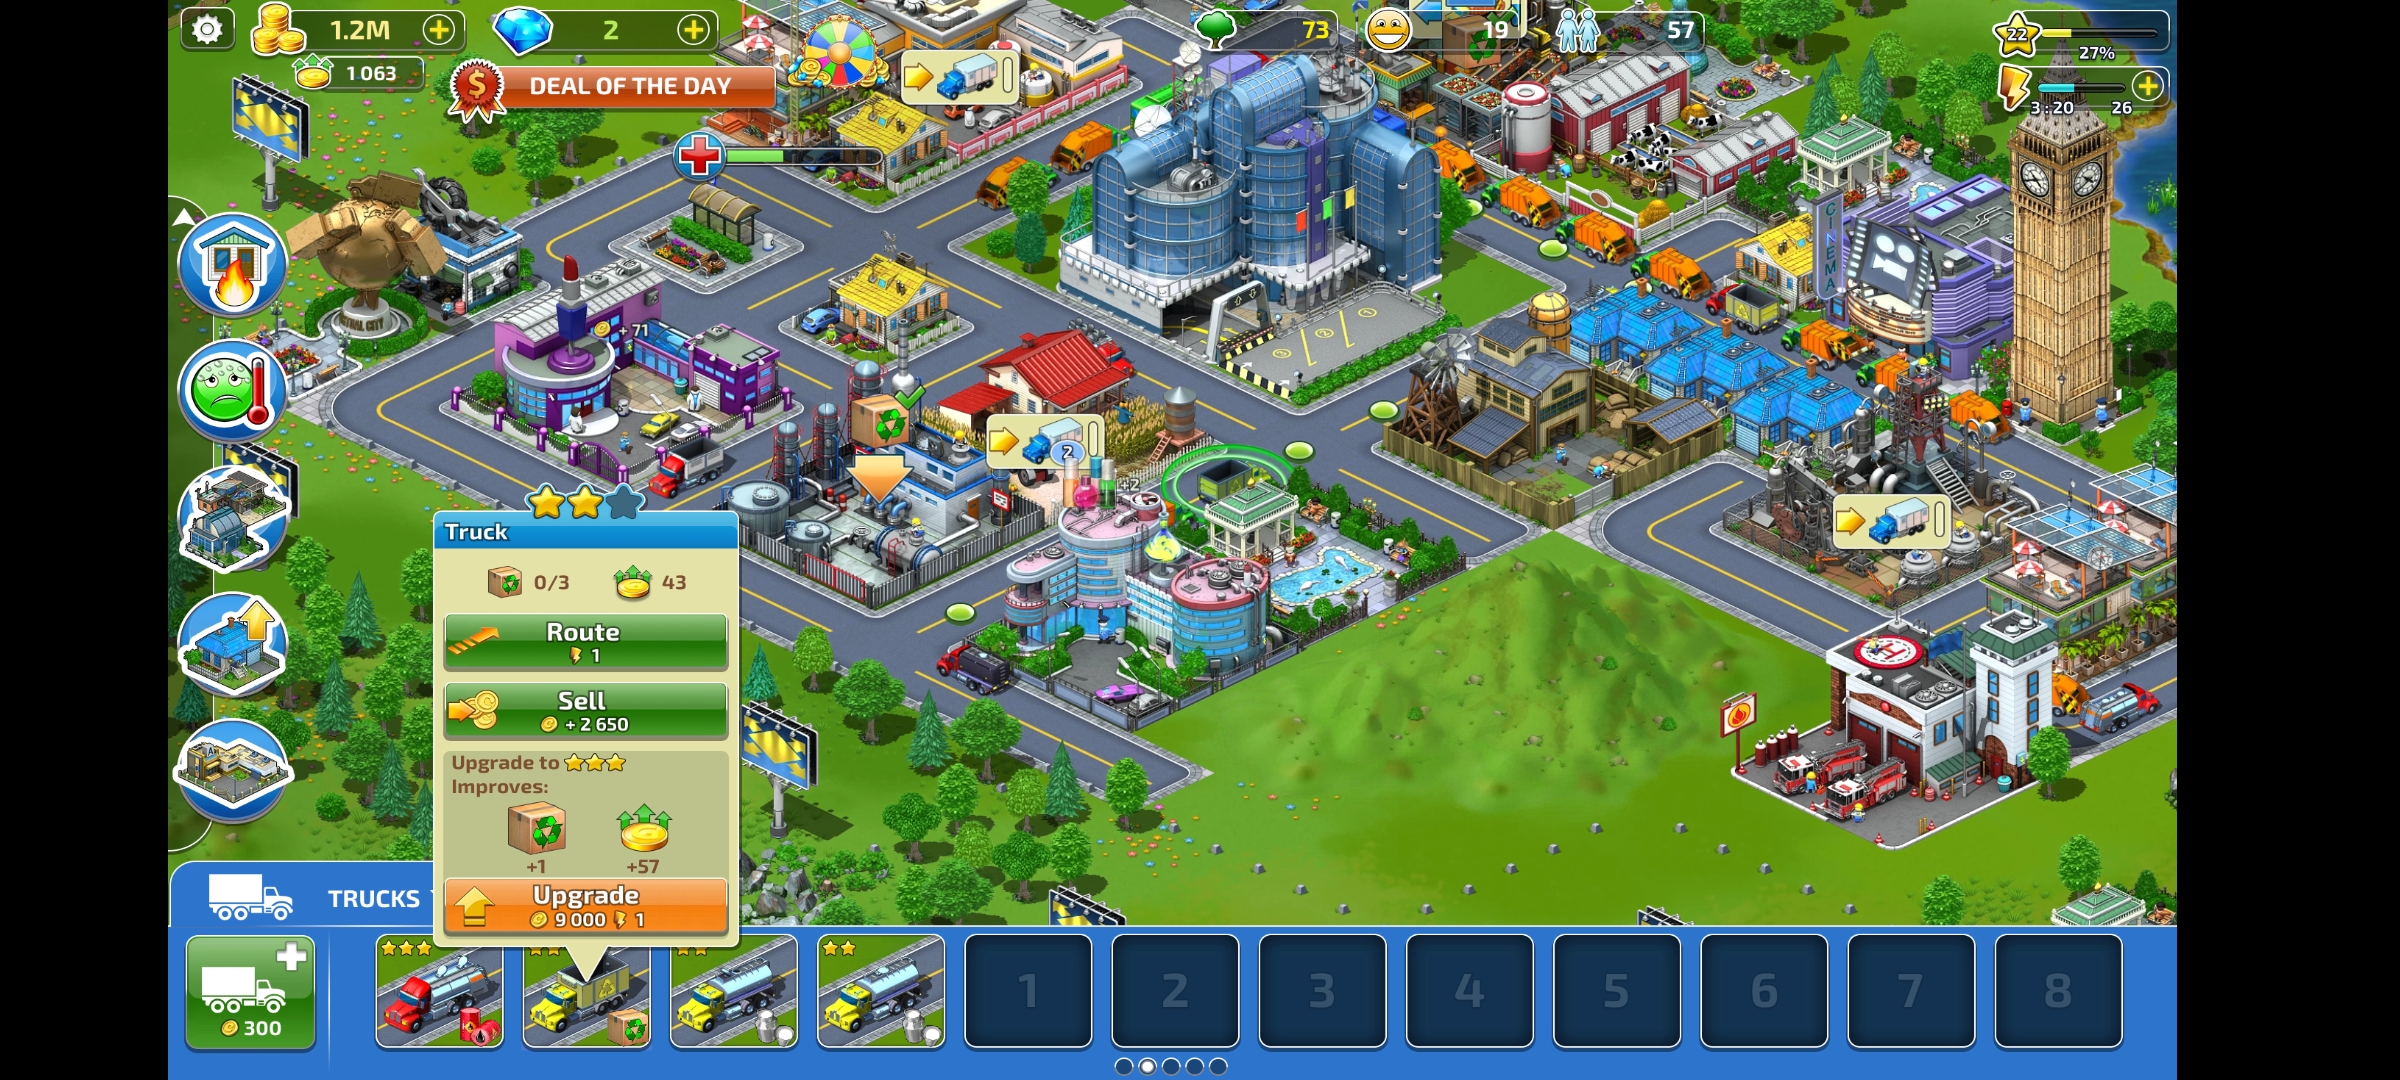 1.2M
2
73
19
57
22
27%
1 063
DEAL OF THE DAY
3:20
26
CINEMA
+71
2
+2
Truck
0/3
43
Route
1
Sell
+ 2 650
Upgrade to
Improves:
+1
+57
Upgrade
9 000
1
TRUCKS
300
1
2
3
4
5
6
7
8
H